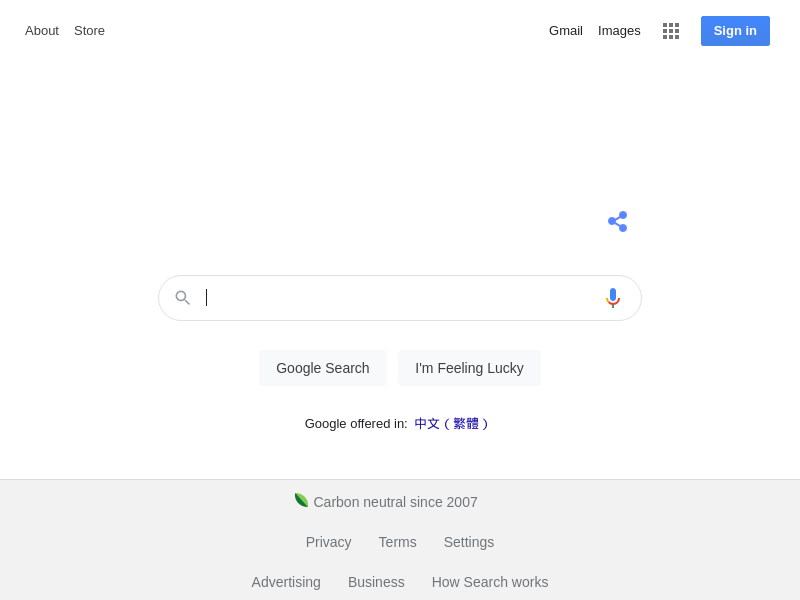 About Store Gmail Images Sign in
Google Search I'm Feeling Lucky
Google offered in: 中文（繁體）
Carbon neutral since 2007
Privacy Terms Settings
Advertising Business How Search works